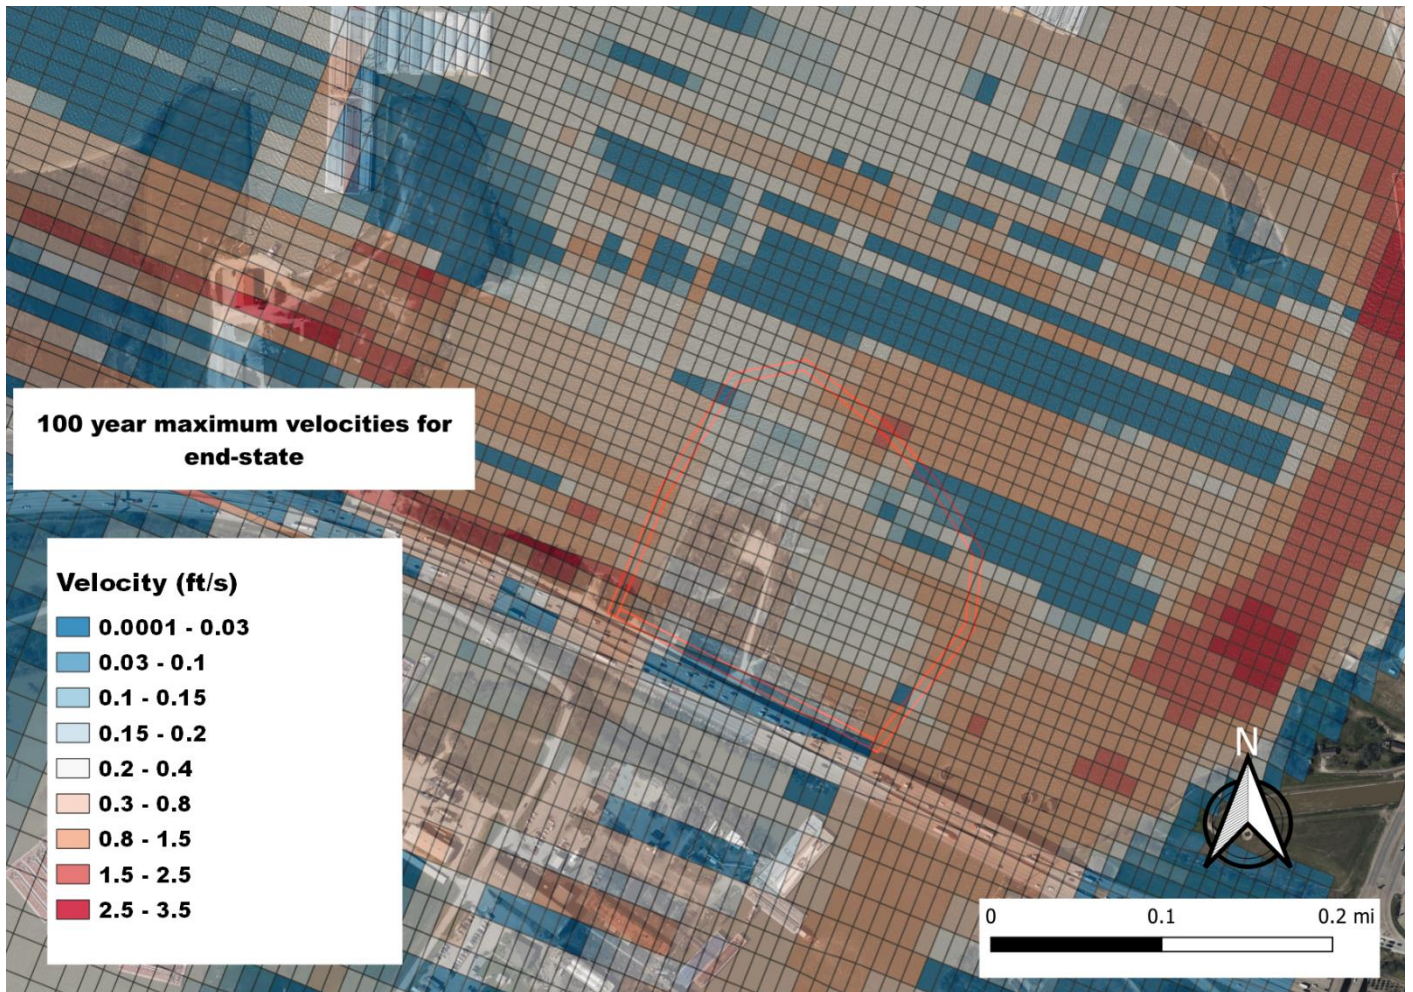 100 year maximum velocities for
end-state
Velocity (ft/s)
0.0001 - 0.03
0.03 - 0.1
0.1 - 0.15
0.15 - 0.2
0.2 - 0.4
0.3 - 0.8
0.8 - 1.5
1.5 - 2.5
2.5 - 3.5
N
0 0.1 0.2 mi